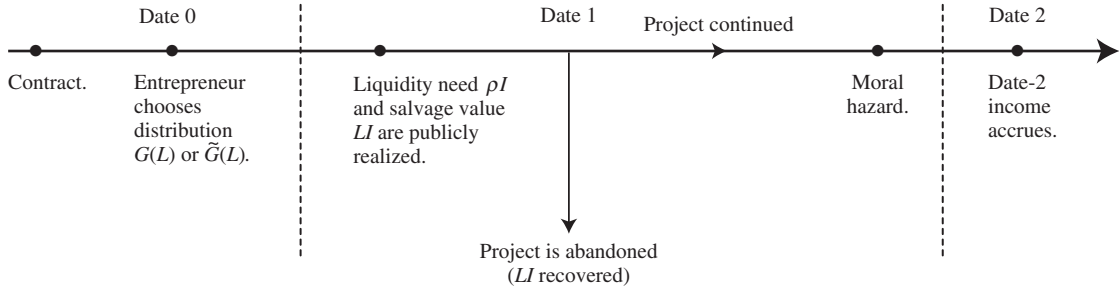 Date 0
Date 1
Date 2
Project continued
Contract.
Entrepreneur
chooses
distribution
G(L) or G̃(L).
Liquidity need ρI
and salvage value
LI are publicly
realized.
Moral
hazard.
Date-2
income
accrues.
Project is abandoned
(LI recovered)